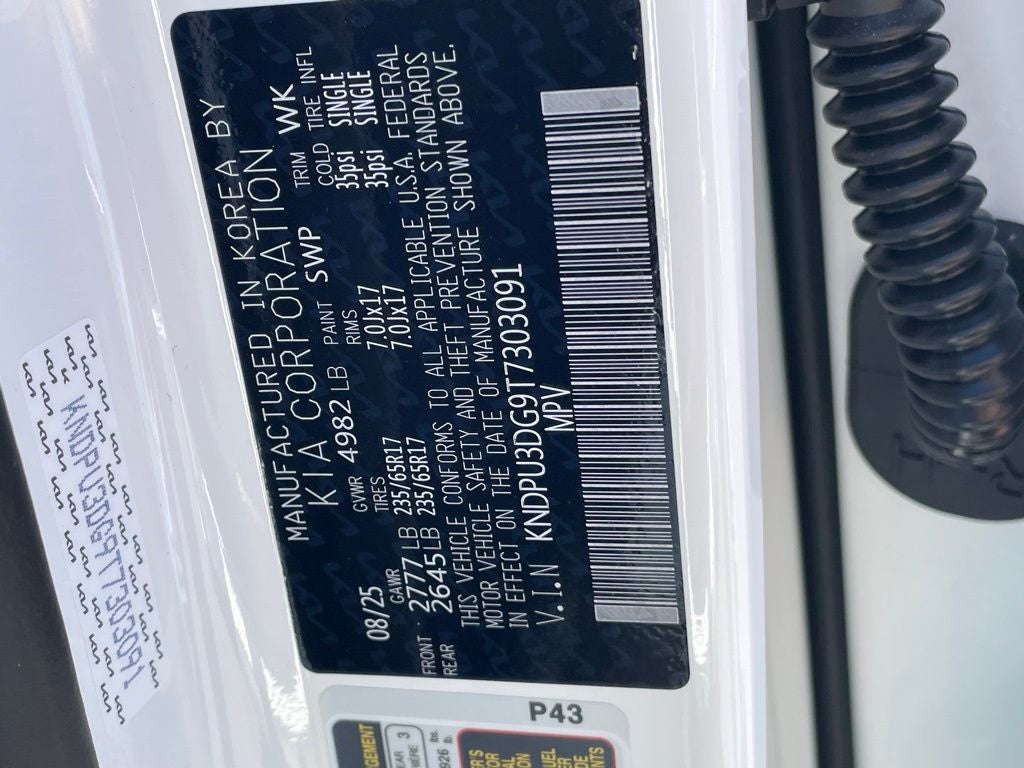 MANUFACTURED IN KOREA BY
KIA CORPORATION
08/25 GVWR 4982 LB PAINT SWP TRIM WK
GAWR TIRES RIMS COLD TIRE INFL
FRONT 2777 LB 235/65R17 7.0Jx17 35psi SINGLE
REAR 2645 LB 235/65R17 7.0Jx17 35psi SINGLE
THIS VEHICLE CONFORMS TO ALL APPLICABLE U.S.A. FEDERAL
MOTOR VEHICLE SAFETY AND THEFT PREVENTION STANDARDS
IN EFFECT ON THE DATE OF MANUFACTURE SHOWN ABOVE.
V.I.N KNDPU3DG9T7303091
MPV
KNDPU3DG9T7303091
P43